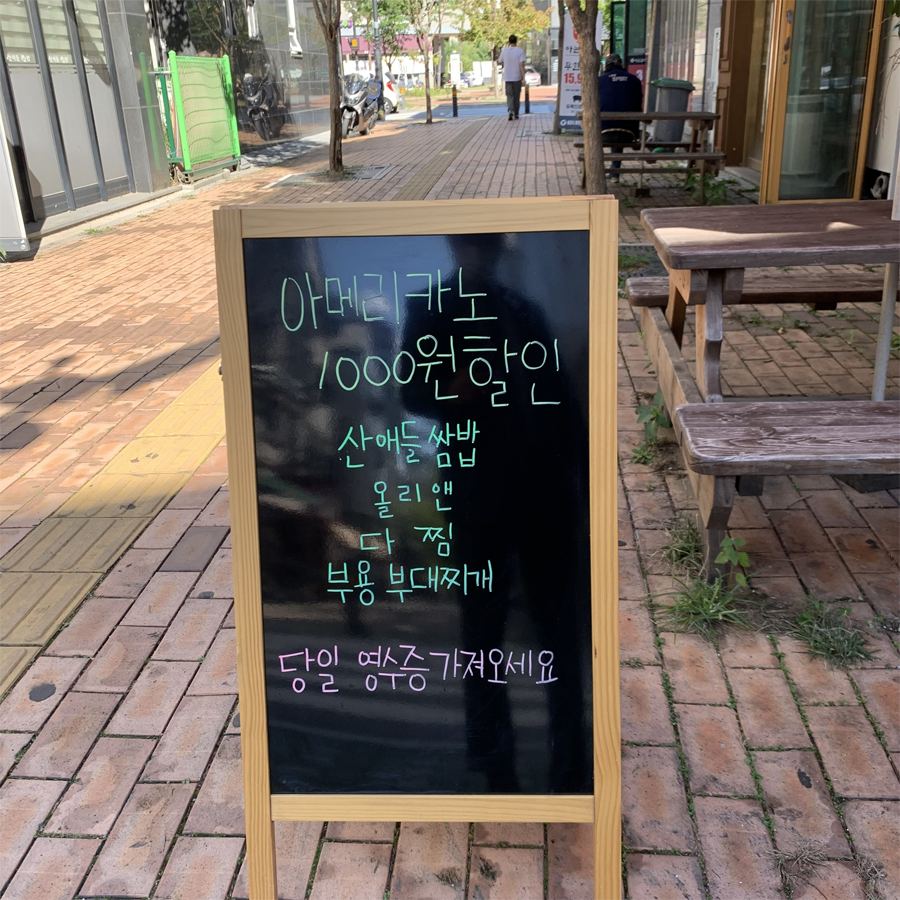 아메리카노
1000원할인
산애들쌈밥
올리앤
다 찜
부용 부대찌개
당일 영수증가져오세요
15.9